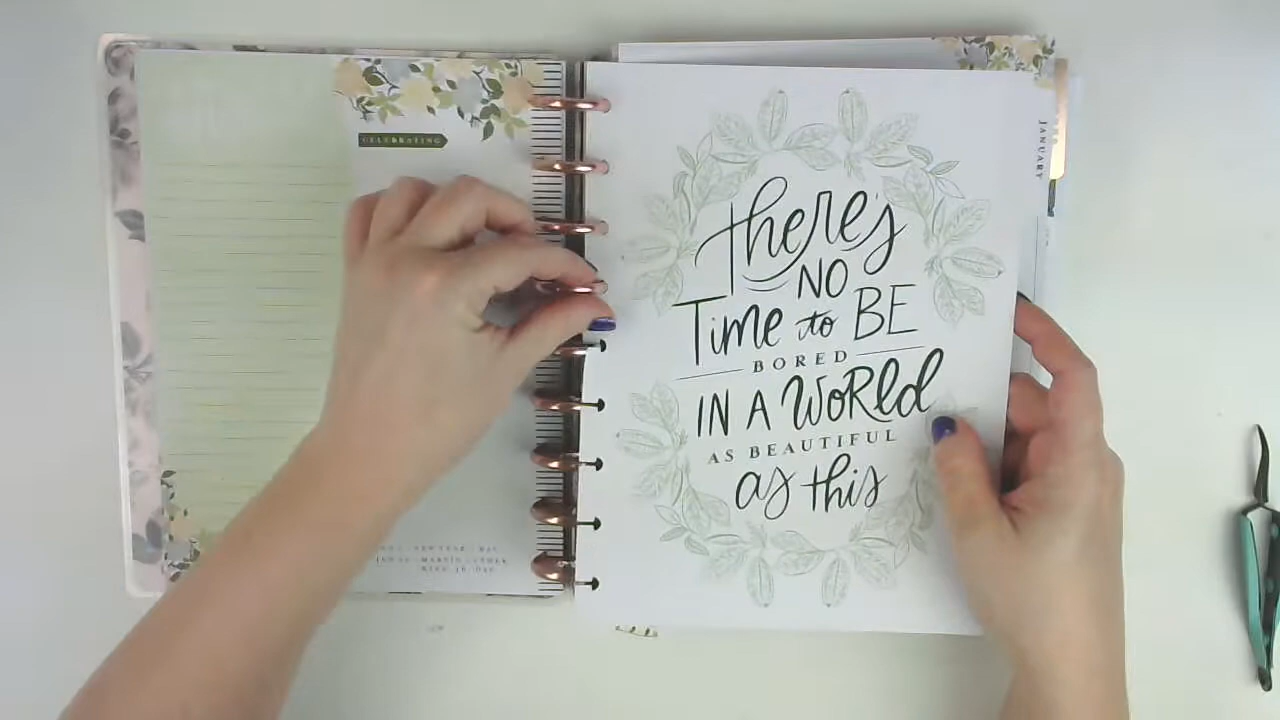 CELEBRATING
JANUARY
there's
NO
Time to BE
BORED
IN A WORLD
AS BEAUTIFUL
as this